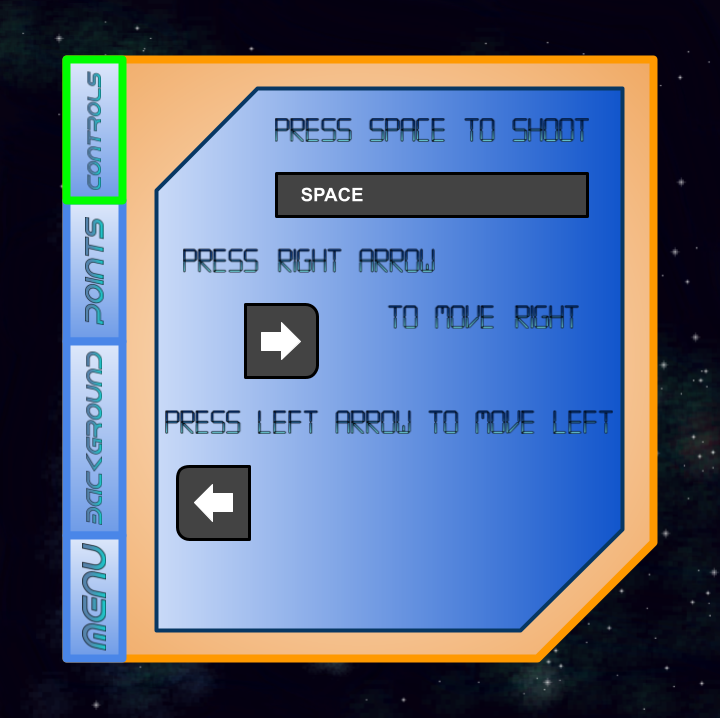 CONTROLS
POINTS
BACKGROUND
MENU
PRESS SPACE TO SHOOT
SPACE
PRESS RIGHT ARROW
TO MOVE RIGHT
PRESS LEFT ARROW TO MOVE LEFT